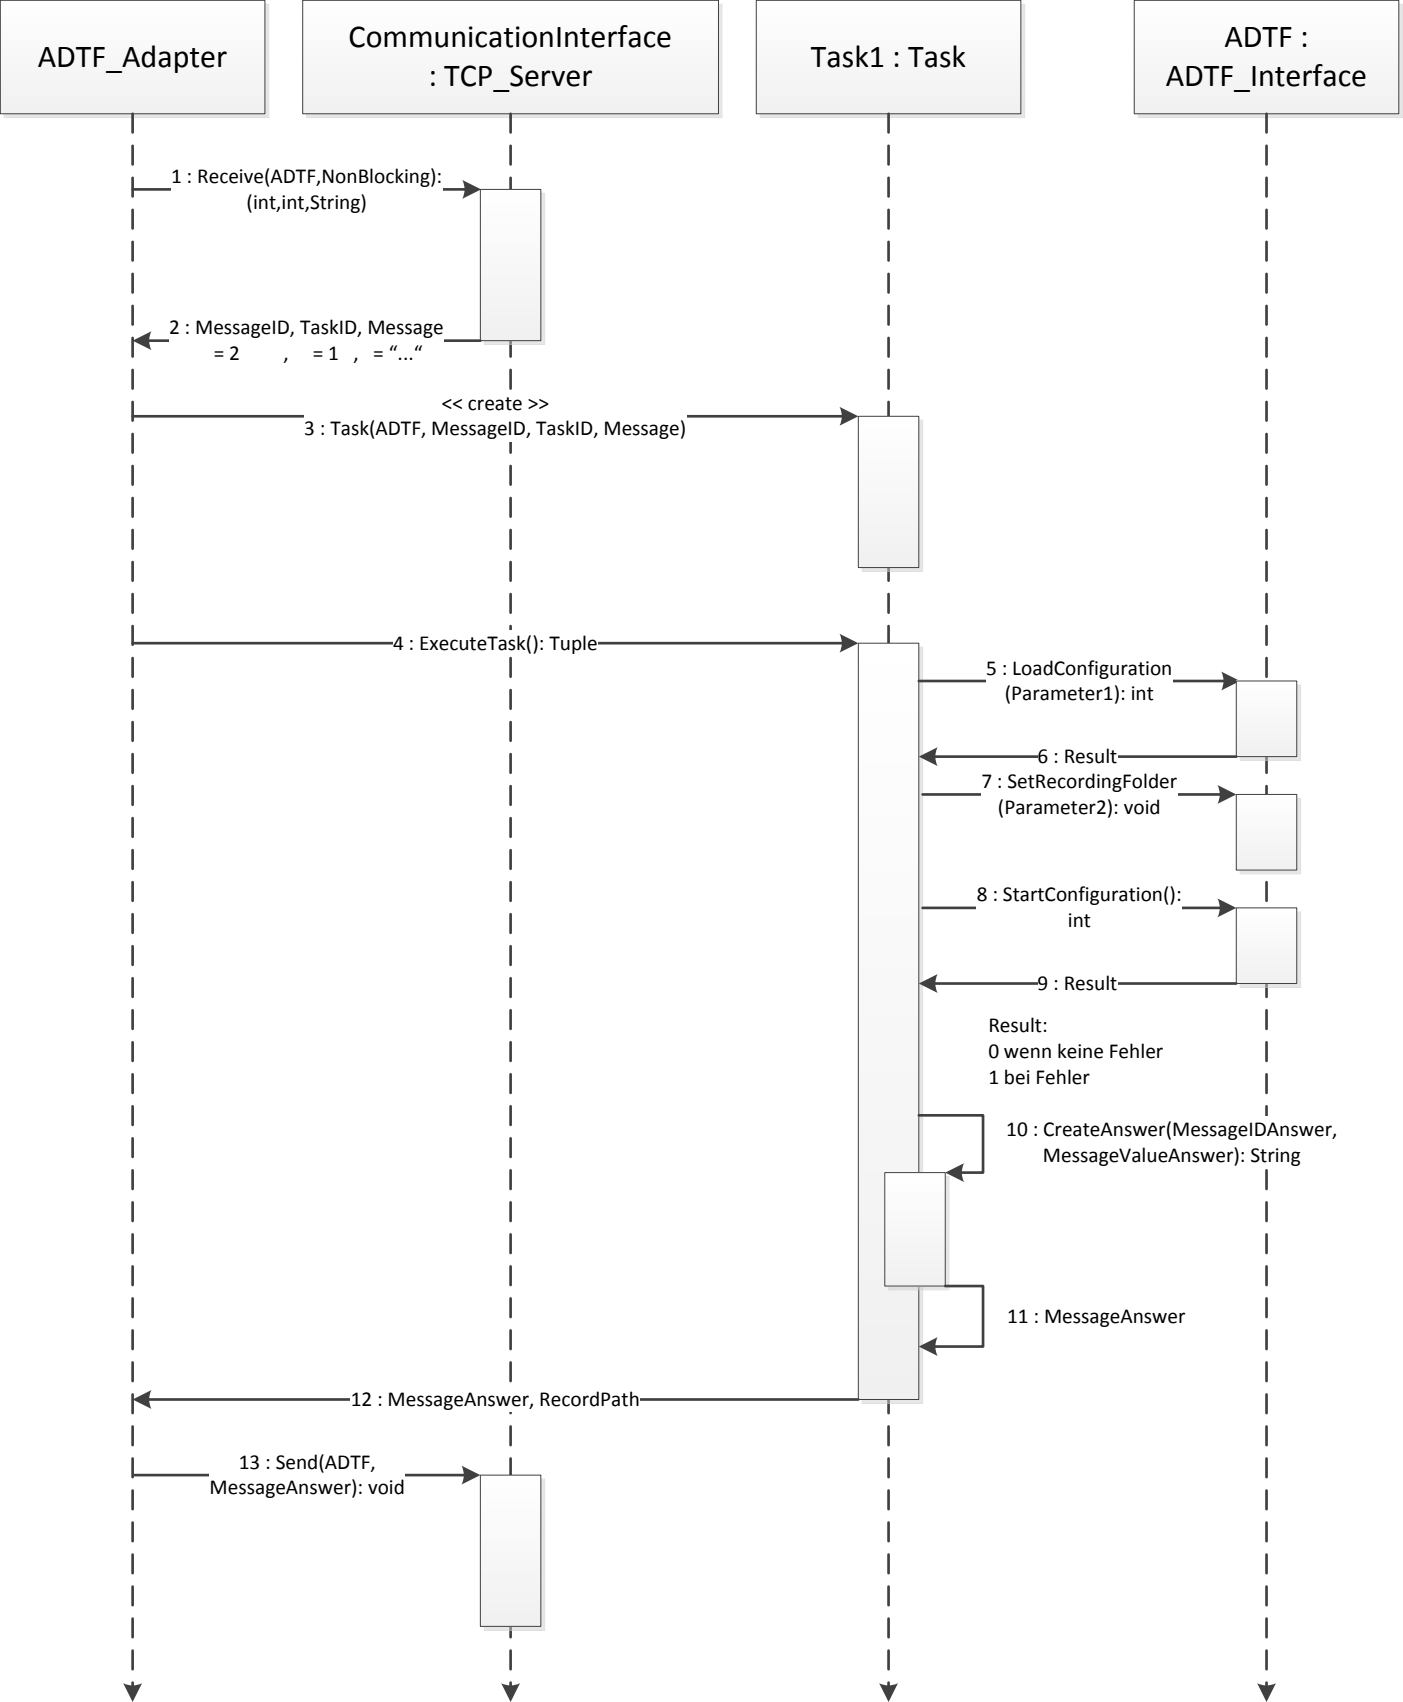 ADTF_Adapter
CommunicationInterface
: TCP_Server
Task1 : Task
ADTF :
ADTF_Interface
1 : Receive(ADTF,NonBlocking):
(int,int,String)
2 : MessageID, TaskID, Message
= 2 , = 1 , = “...“
<< create >>
3 : Task(ADTF, MessageID, TaskID, Message)
4 : ExecuteTask(): Tuple
5 : LoadConfiguration
(Parameter1): int
6 : Result
7 : SetRecordingFolder
(Parameter2): void
8 : StartConfiguration():
int
9 : Result
Result:
0 wenn keine Fehler
1 bei Fehler
10 : CreateAnswer(MessageIDAnswer,
MessageValueAnswer): String
11 : MessageAnswer
12 : MessageAnswer, RecordPath
13 : Send(ADTF,
MessageAnswer): void